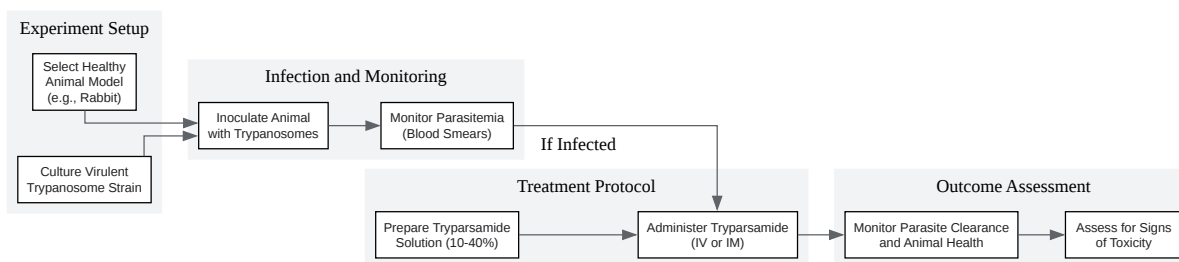 Experiment Setup
Select Healthy
Animal Model
(e.g., Rabbit)
Culture Virulent
Trypanosome Strain
Infection and Monitoring
Inoculate Animal
with Trypanosomes
Monitor Parasitemia
(Blood Smears)
If Infected
Treatment Protocol
Prepare Tryparsamide
Solution (10-40%)
Administer Tryparsamide
(IV or IM)
Outcome Assessment
Monitor Parasite Clearance
and Animal Health
Assess for Signs
of Toxicity